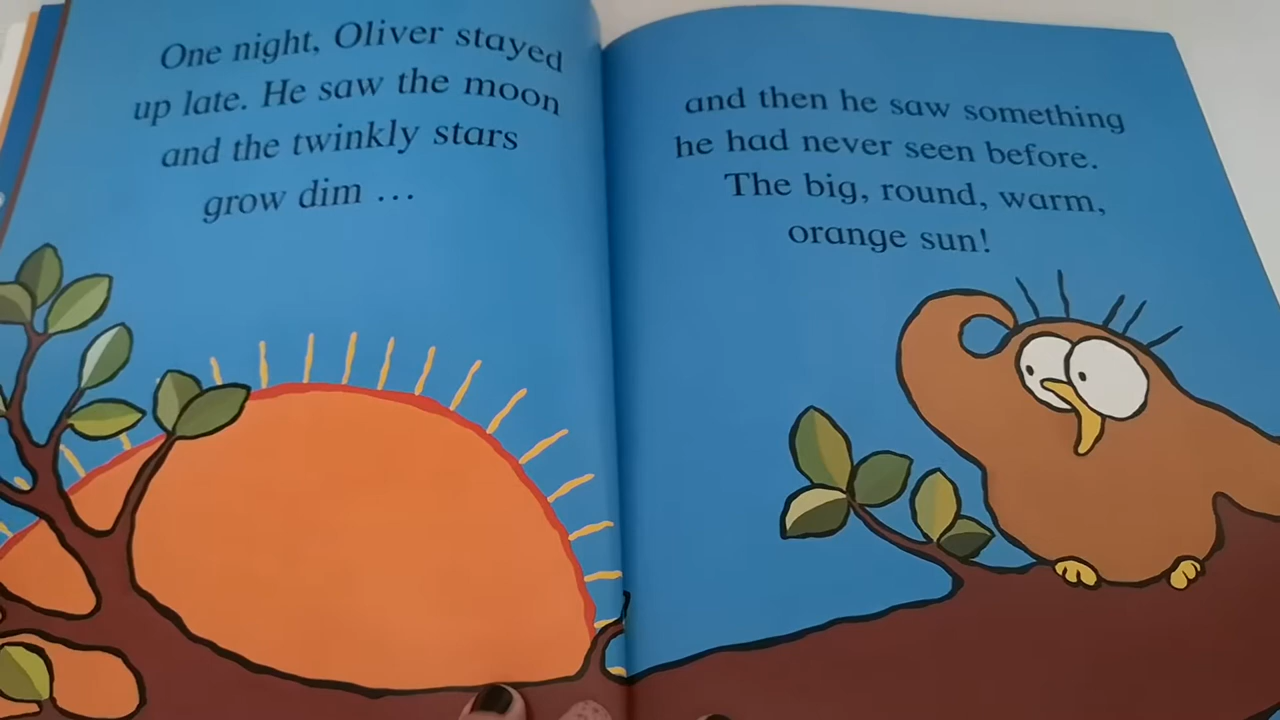 One night, Oliver stayed
up late. He saw the moon
and the twinkly stars
grow dim ...
and then he saw something
he had never seen before.
The big, round, warm,
orange sun!